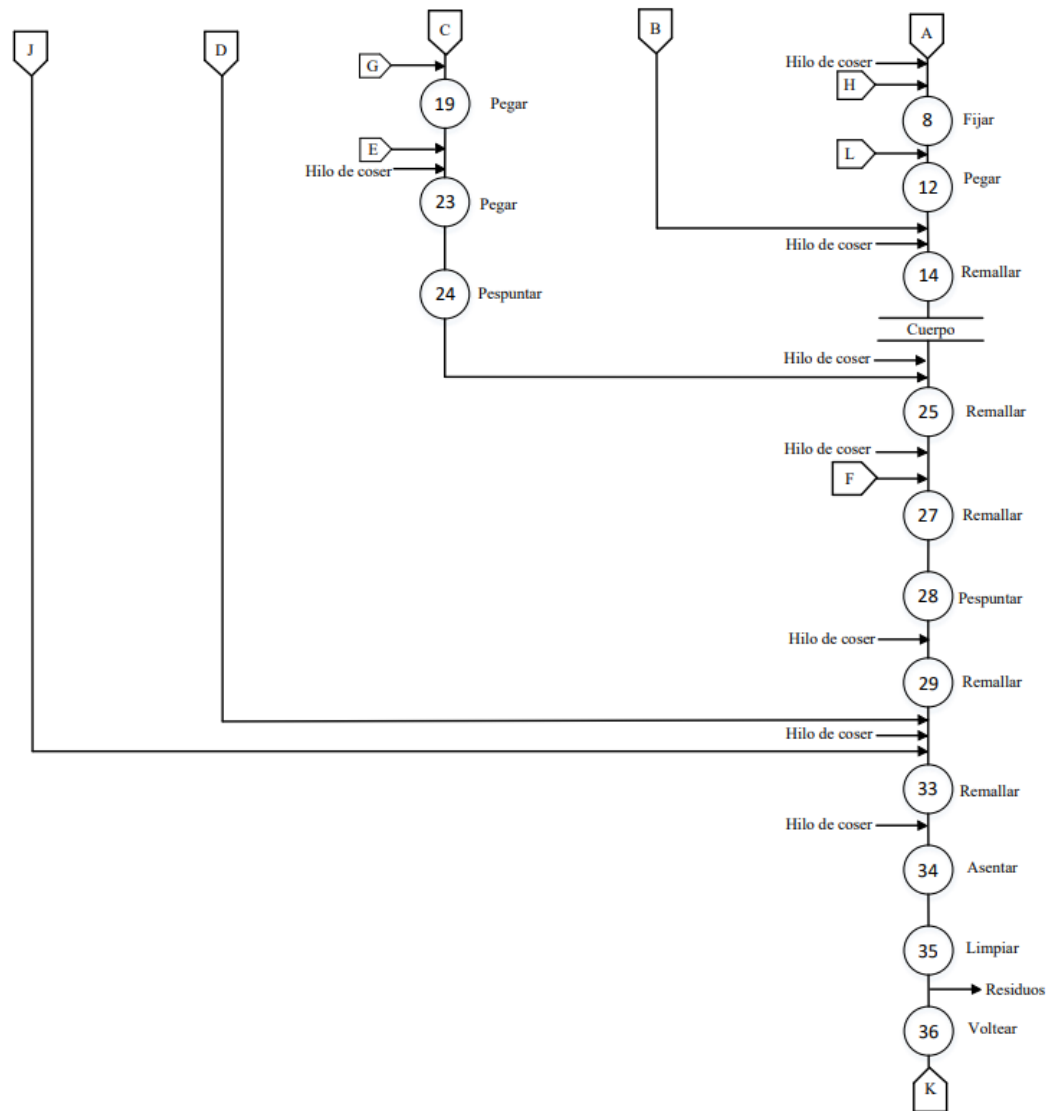 J
D
C
B
A
G
Hilo de coser
H
19 Pegar
8 Fijar
E
L
Hilo de coser
23 Pegar
12 Pegar
Hilo de coser
14 Remallar
24 Pespuntar
Cuerpo
Hilo de coser
25 Remallar
Hilo de coser
F
27 Remallar
28 Pespuntar
Hilo de coser
29 Remallar
Hilo de coser
33 Remallar
Hilo de coser
34 Asentar
35 Limpiar
Residuos
36 Voltear
K